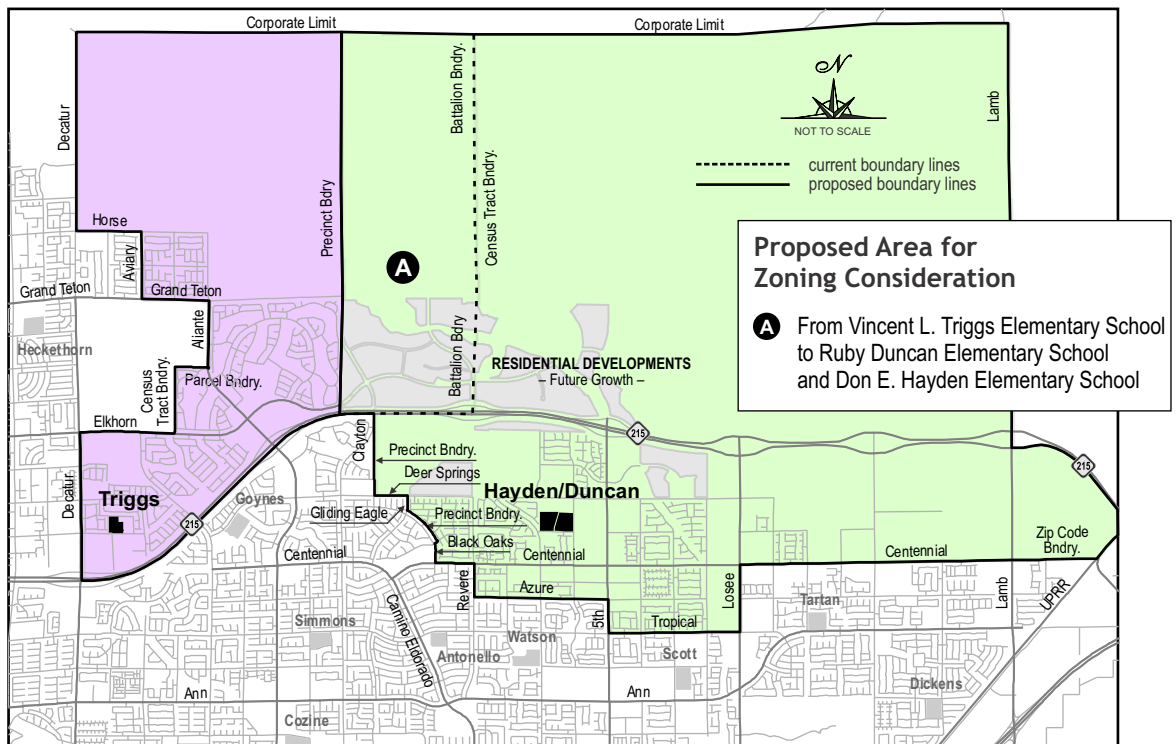 Corporate Limit
Corporate Limit
Decatur
Precinct Bdry
Battalion Bndry.
Census Tract Bndry.
Lamb
N
NOT TO SCALE
current boundary lines
proposed boundary lines
Proposed Area for
Zoning Consideration
A From Vincent L. Triggs Elementary School
to Ruby Duncan Elementary School
and Don E. Hayden Elementary School
A
Horse
Aviary
Grand Teton
Grand Teton
Aliante
Heckethorn
Census
Tract Bndry.
Parcel Bndry.
Battalion Bdry
RESIDENTIAL DEVELOPMENTS
– Future Growth –
Elkhorn
Clayton
215
215
Precinct Bndry.
Deer Springs
Decatur
Triggs
Goynes
Hayden/Duncan
Gliding Eagle
Precinct Bndry.
215
Black Oaks
Centennial
Centennial
Centennial
Zip Code
Bndry.
Revere
Azure
Losee
Lamb
UPRR
Camino Eldorado
5th
Tropical
Tartan
Simmons
Watson
Antonello
Scott
Ann
Ann
Dickens
Cozine